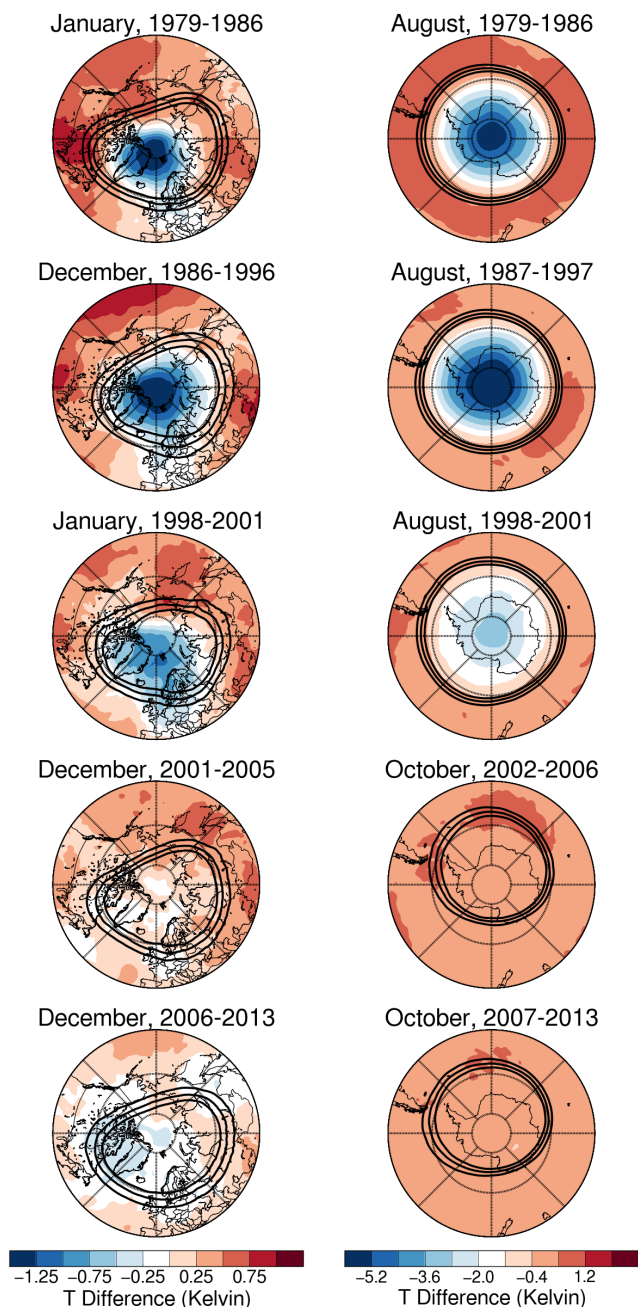 January, 1979-1986
August, 1979-1986
December, 1986-1996
August, 1987-1997
January, 1998-2001
August, 1998-2001
December, 2001-2005
October, 2002-2006
December, 2006-2013
October, 2007-2013
−1.25 −0.75 −0.25 0.25 0.75
T Difference (Kelvin)
−5.2 −3.6 −2.0 −0.4 1.2
T Difference (Kelvin)